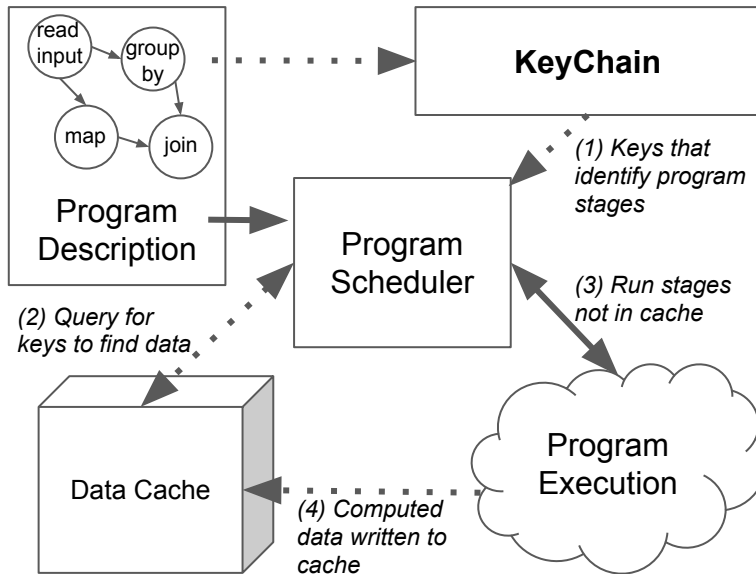 read
input
group
by
map
join
Program
Description
KeyChain
(1) Keys that
identify program
stages
Program
Scheduler
(2) Query for
keys to find data
(3) Run stages
not in cache
Data Cache
Program
Execution
(4) Computed
data written to
cache